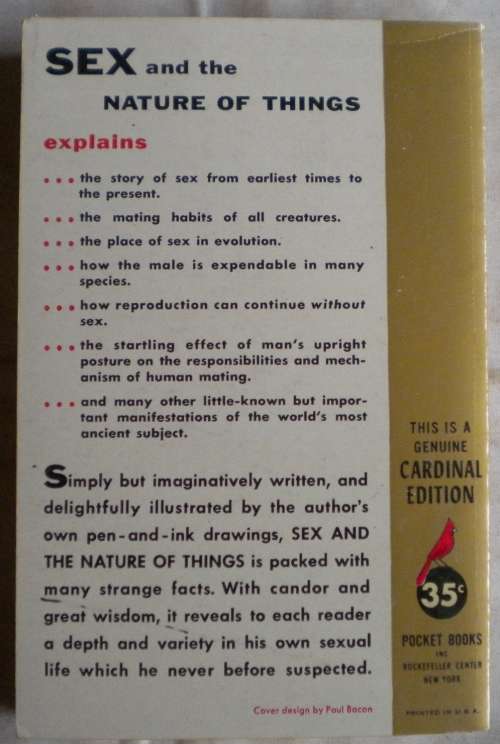 SEX and the
NATURE OF THINGS
explains
... the story of sex from earliest times to
the present.
... the mating habits of all creatures.
... the place of sex in evolution.
... how the male is expendable in many
species.
... how reproduction can continue without
sex.
... the startling effect of man's upright
posture on the responsibilities and mech-
anism of human mating.
... and many other little-known but impor-
tant manifestations of the world's most
ancient subject.
Simply but imaginatively written, and
delightfully illustrated by the author's
own pen-and-ink drawings, SEX AND
THE NATURE OF THINGS is packed with
many strange facts. With candor and
great wisdom, it reveals to each reader
a depth and variety in his own sexual
life which he never before suspected.
Cover design by Paul Bacon
THIS IS A
GENUINE
CARDINAL
EDITION
35c
POCKET BOOKS
INC
ROCKEFELLER CENTER
NEW YORK
PRINTED IN U.S.A.